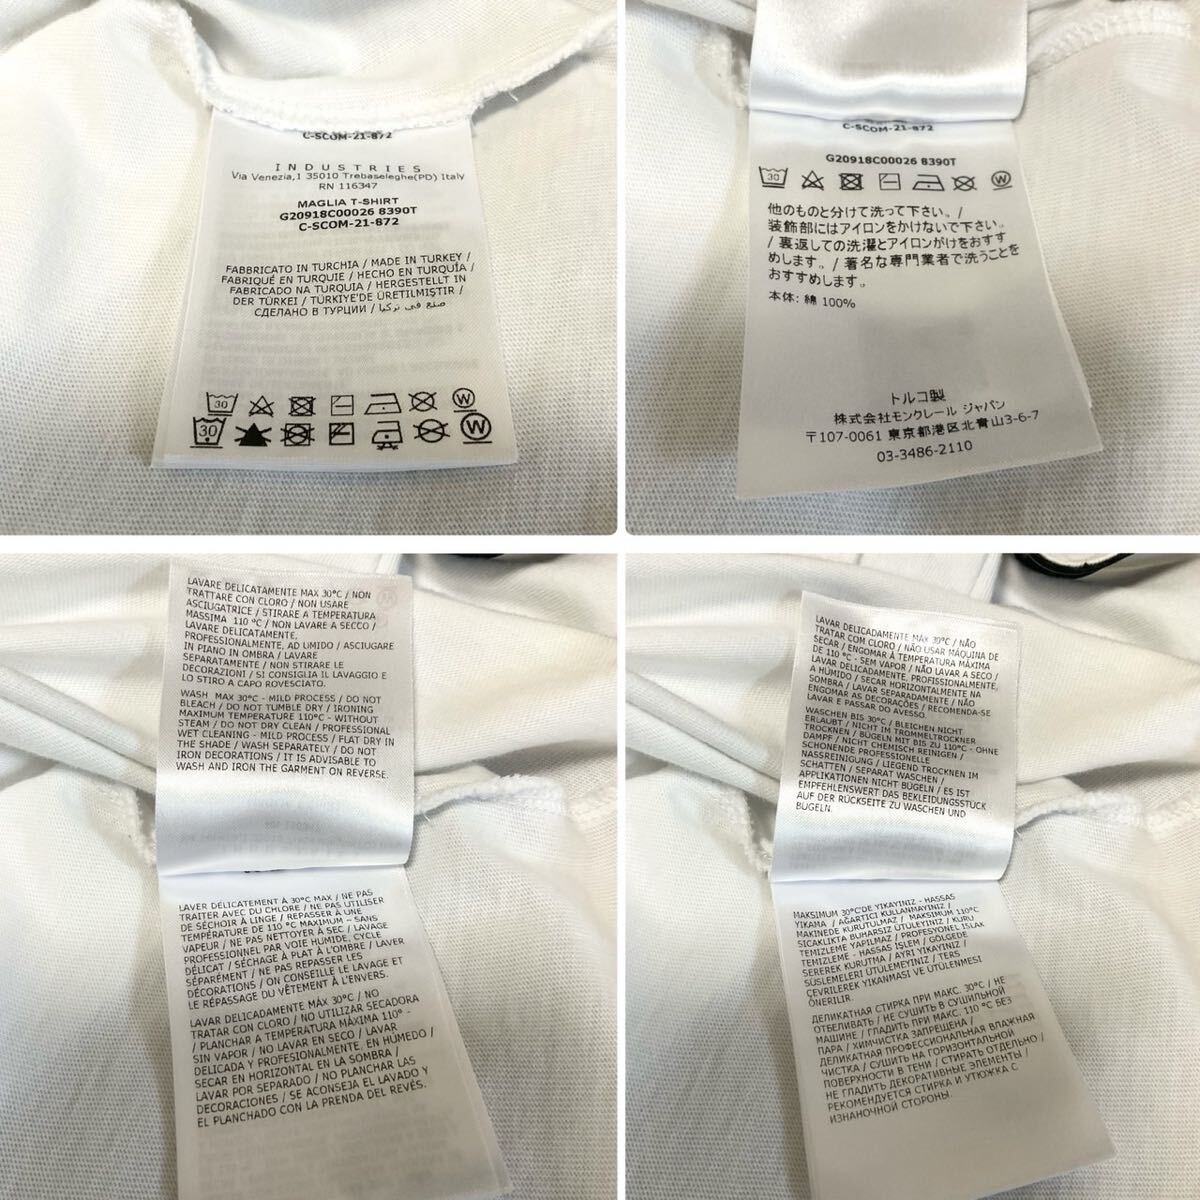 C-SCOM-21-872
INDUSTRIES
Via Venezia,1 35010 Trebaseleghe(PD) Italy
RN 116347
MAGLIA T-SHIRT
G20918C00026 8390T
C-SCOM-21-872
FABBRICATO IN TURCHIA / MADE IN TURKEY /
FABRIQUÉ EN TURQUIE / HECHO EN TURQUÍA /
FABRICADO NA TURQUIA / HERGESTELLT IN
DER TÜRKEI / TÜRKIYE'DE ÜRETILMIŞTIR /
СДЕЛАНО В ТУРЦИИ / صنع في تركيا
30
W
30
W
C-SCOM-21-872
G20918C00026 8390T
30
W
他のものと分けて洗って下さい。/
装飾部にはアイロンをかけないで下さい。
/ 裏返しての洗濯とアイロンがけをおすす
めします。/ 著名な専門業者で洗うことを
おすすめします。
本体: 綿 100%
トルコ製
株式会社モンクレール ジャパン
〒107-0061 東京都港区北青山3-6-7
03-3486-2110
LAVARE DELICATAMENTE MAX 30°C / NON
TRATTARE CON CLORO / NON USARE
ASCIUGATRICE / STIRARE A TEMPERATURA
MASSIMA 110 °C / NON LAVARE A SECCO /
LAVARE DELICATAMENTE,
PROFESSIONALMENTE, AD UMIDO / ASCIUGARE
IN PIANO IN OMBRA / LAVARE
SEPARATAMENTE / NON STIRARE LE
DECORAZIONI / SI CONSIGLIA IL LAVAGGIO E
LO STIRO A CAPO ROVESCIATO.
WASH MAX 30°C - MILD PROCESS / DO NOT
BLEACH / DO NOT TUMBLE DRY / IRONING
MAXIMUM TEMPERATURE 110°C - WITHOUT
STEAM / DO NOT DRY CLEAN / PROFESSIONAL
WET CLEANING - MILD PROCESS / FLAT DRY IN
THE SHADE / WASH SEPARATELY / DO NOT
IRON DECORATIONS / IT IS ADVISABLE TO
WASH AND IRON THE GARMENT ON REVERSE.
LAVER DÉLICATEMENT À 30°C MAX / NE PAS
TRAITER AVEC DU CHLORE / NE PAS UTILISER
DE SÉCHOIR À LINGE / REPASSER À UNE
TEMPÉRATURE DE 110 °C MAXIMUM - SANS
VAPEUR / NE PAS NETTOYER À SEC / LAVAGE
PROFESSIONNEL PAR VOIE HUMIDE, CYCLE
DÉLICAT / SÉCHAGE À PLAT À L'OMBRE / LAVER
SÉPARÉMENT / NE PAS REPASSER LES
DÉCORATIONS / ON CONSEILLE LE LAVAGE ET
LE RÉPASSAGE DU VÊTEMENT À L'ENVERS.
LAVAR DELICADAMENTE MÁX 30°C / NO
TRATAR CON CLORO / NO UTILIZAR SECADORA
/ PLANCHAR A TEMPERATURA MÁXIMA 110° -
SIN VAPOR / NO LAVAR EN SECO / LAVAR
DELICADA Y PROFESIONALMENTE, EN HÚMEDO /
SECAR EN HORIZONTAL EN LA SOMBRA /
LAVAR POR SEPARADO / NO PLANCHAR LAS
DECORACIONES / SE ACONSEJA EL LAVADO Y
EL PLANCHADO CON LA PRENDA DEL REVÉS.
LAVAR DELICADAMENTE MÁX 30°C / NÃO
TRATAR COM CLORO / NÃO USAR MÁQUINA DE
SECAR / ENGOMAR À TEMPERATURA MÁXIMA
DE 110 °C - SEM VAPOR / NÃO LAVAR A SECO /
LAVAR DELICADAMENTE, PROFISSIONALMENTE,
A HÚMIDO / SECAR HORIZONTALMENTE NA
SOMBRA / LAVAR SEPARADAMENTE / NÃO
ENGOMAR AS DECORAÇÕES / RECOMENDA-SE
LAVAR E PASSAR DO AVESSO.
WASCHEN BIS 30°C / BLEICHEN NICHT
ERLAUBT / NICHT IM TROMMELTROCKNER
TROCKNEN / BÜGELN MIT BIS ZU 110°C - OHNE
DAMPF / NICHT CHEMISCH REINIGEN /
SCHONENDE PROFESSIONELLE
NASSREINIGUNG / LIEGEND TROCKNEN IM
SCHATTEN / SEPARAT WASCHEN /
APPLIKATIONEN NICHT BÜGELN / ES IST
EMPFEHLENSWERT DAS BEKLEIDUNGSSTÜCK
AUF DER RÜCKSEITE ZU WASCHEN UND
BÜGELN.
MAKSIMUM 30°C'DE YIKAYINIZ - HASSAS
YIKAMA / AĞARTICI KULLANMAYINIZ /
MAKINEDE KURUTULMAZ / MAKSIMUM 110°C
SICAKLIKTA BUHARSIZ ÜTÜLEYINIZ / KURU
TEMIZLEME YAPILMAZ / PROFESYONEL ISLAK
TEMIZLEME - HASSAS IŞLEM / GÖLGEDE
SEREREK KURUTMA / AYRI YIKAYINIZ /
SÜSLEMELERI ÜTÜLEMEYINIZ / TERS
ÇEVRILEREK YIKANMASI VE ÜTÜLENMESI
ÖNERILIR.
ДЕЛИКАТНАЯ СТИРКА ПРИ МАКС. 30°C / НЕ
ОТБЕЛИВАТЬ / НЕ СУШИТЬ В СУШИЛЬНОЙ
МАШИНЕ / ГЛАДИТЬ ПРИ МАКС. 110 °C БЕЗ
ПАРА / ХИМЧИСТКА ЗАПРЕЩЕНА /
ДЕЛИКАТНАЯ ПРОФЕССИОНАЛЬНАЯ ВЛАЖНАЯ
ЧИСТКА / СУШИТЬ НА ГОРИЗОНТАЛЬНОЙ
ПОВЕРХНОСТИ В ТЕНИ / СТИРАТЬ ОТДЕЛЬНО /
НЕ ГЛАДИТЬ ДЕКОРАТИВНЫЕ ЭЛЕМЕНТЫ /
РЕКОМЕНДУЕТСЯ СТИРКА И УТЮЖКА С
ИЗНАНОЧНОЙ СТОРОНЫ.